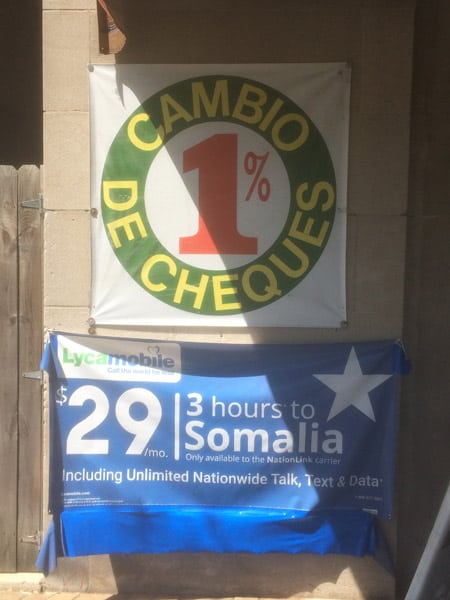 CAMBIO
1%
DE CHEQUES
Lycamobile
Call the world for less
$29/mo.
3 hours* to
Somalia
Only available to the NationLink carrier
Including Unlimited Nationwide Talk, Text & Data*